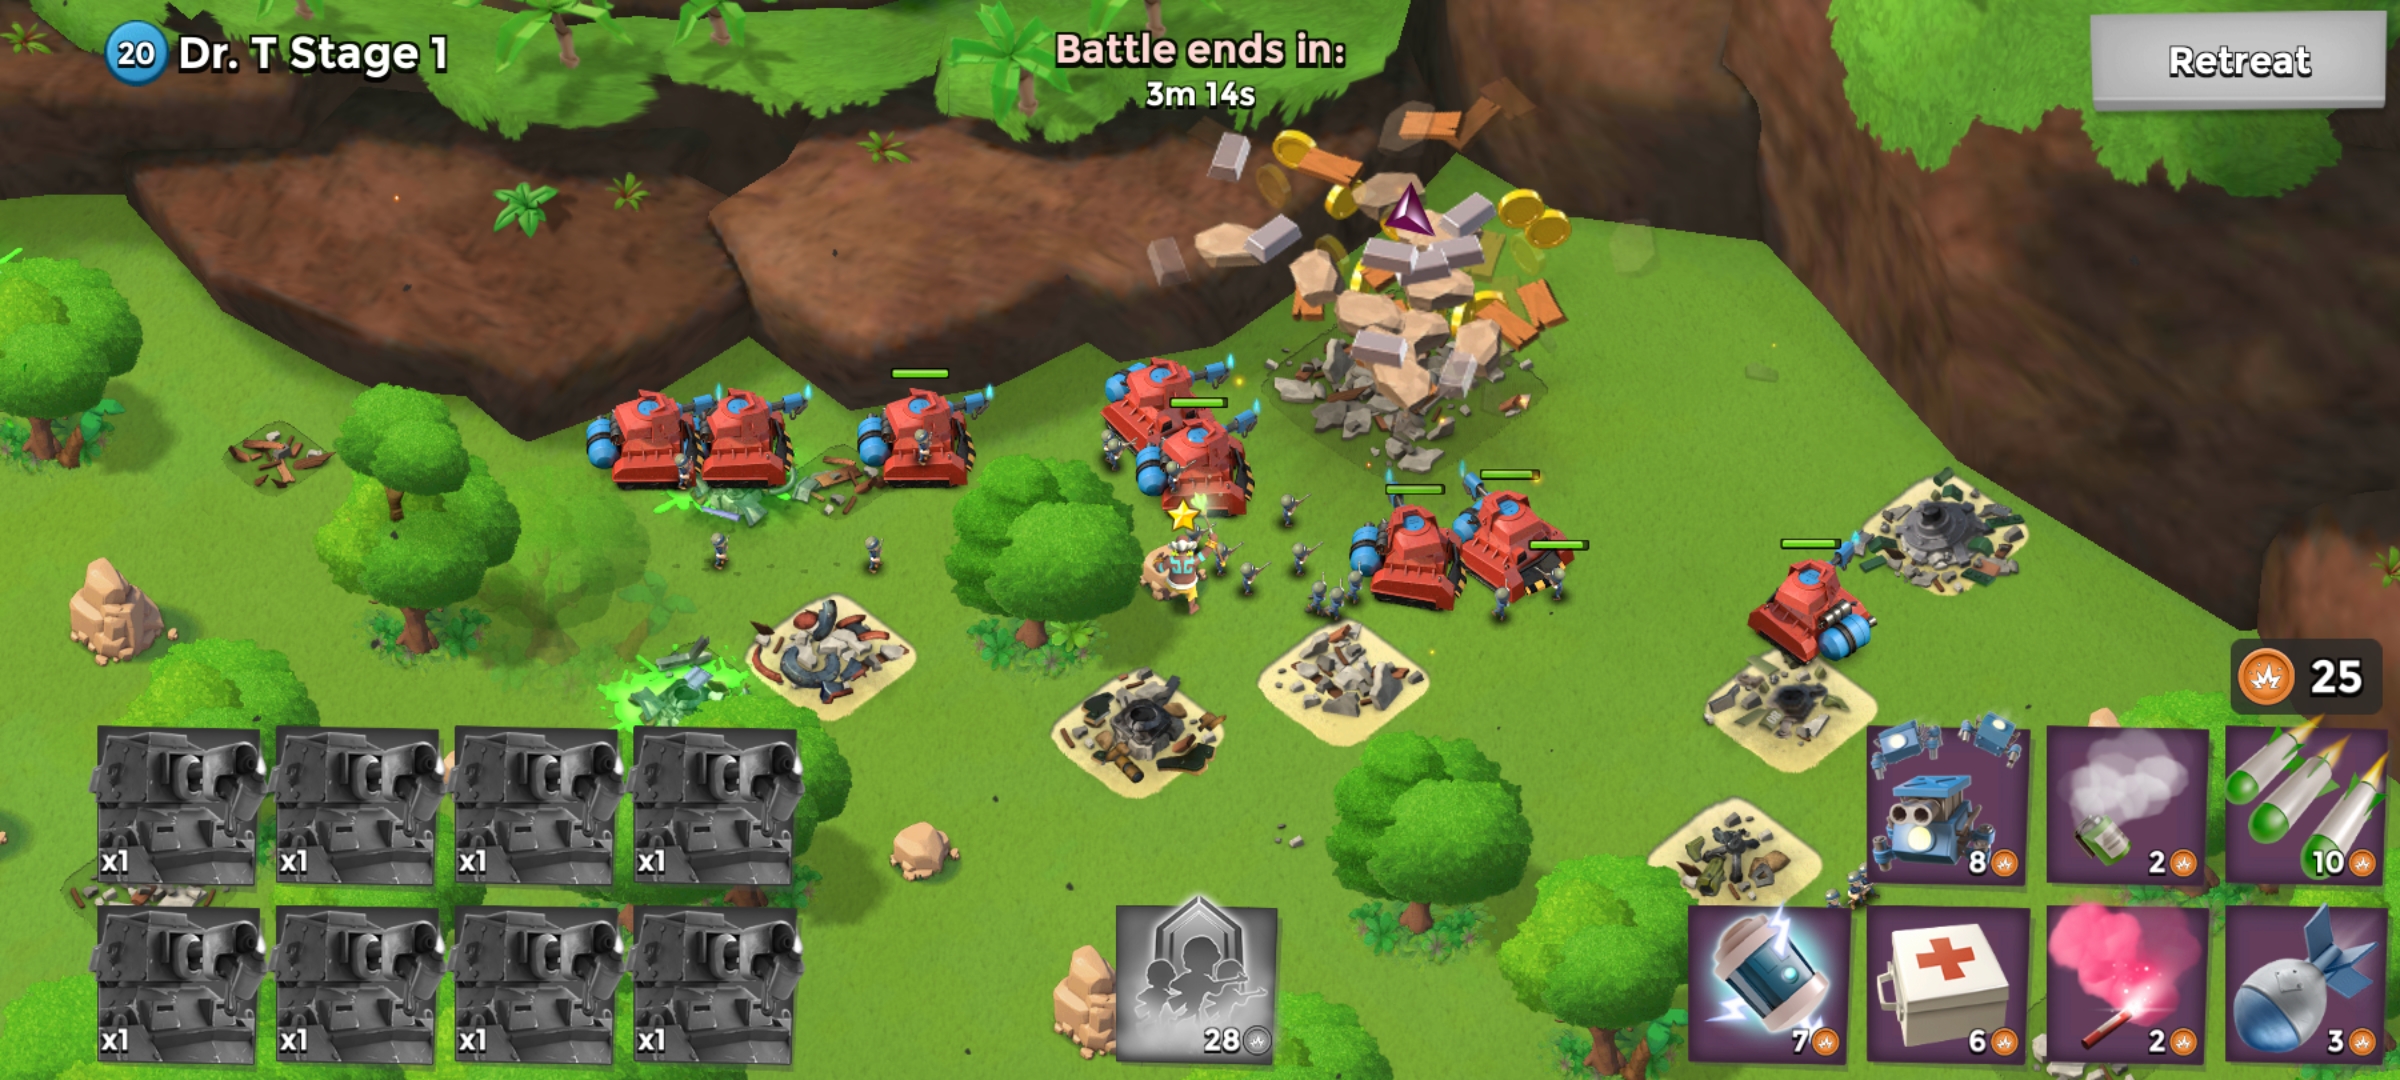 20 Dr. T Stage 1
Battle ends in:
3m 14s
Retreat
52
25
x1 x1 x1 x1
8 2 10
x1 x1 x1 x1
28
7 6 2 3